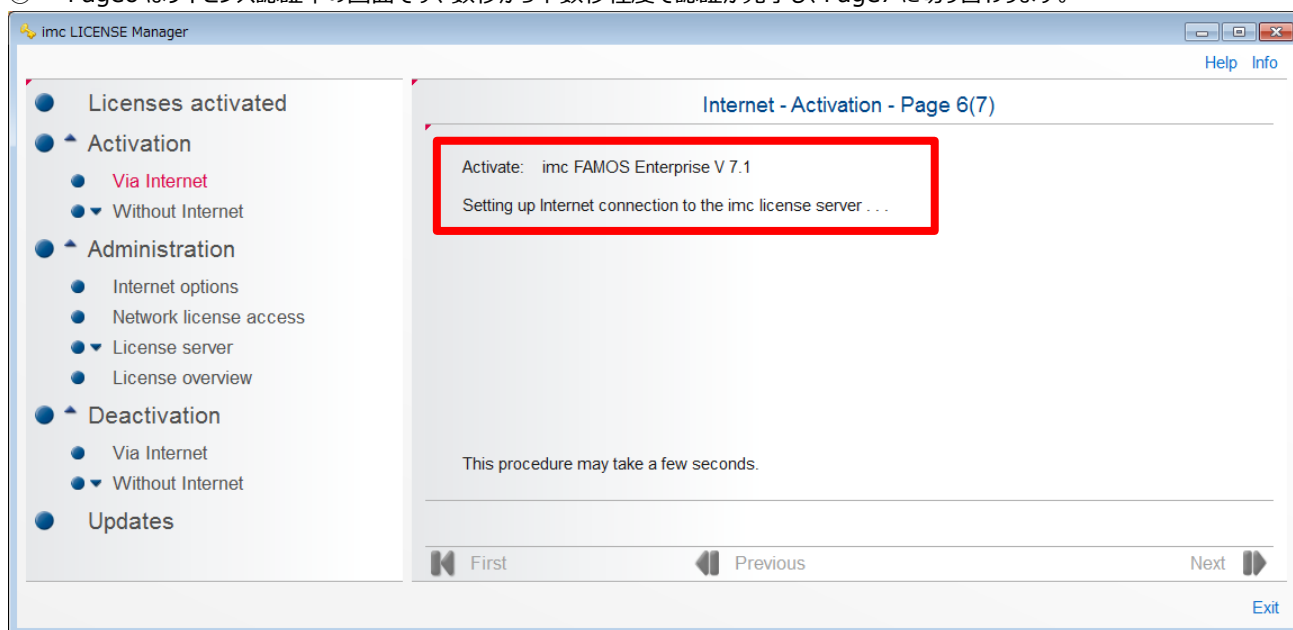 imc LICENSE Manager
Help Info
Licenses activated
Activation
Via Internet
Without Internet
Administration
Internet options
Network license access
License server
License overview
Deactivation
Via Internet
Without Internet
Updates
Internet - Activation - Page 6(7)
Activate: imc FAMOS Enterprise V 7.1
Setting up Internet connection to the imc license server . . .
This procedure may take a few seconds.
First Previous Next
Exit